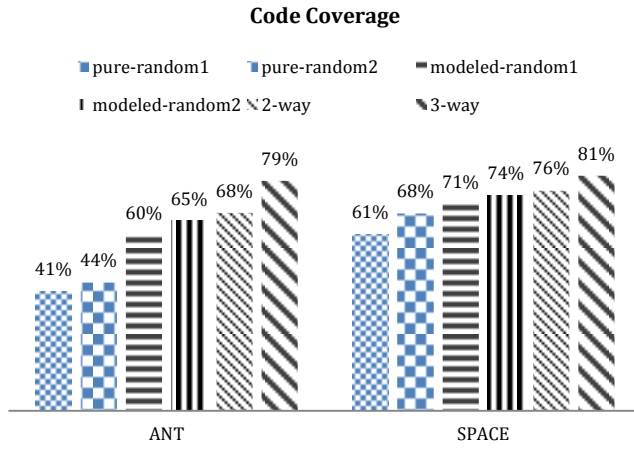 Code Coverage
pure-random1 pure-random2 modeled-random1
modeled-random2 2-way 3-way
41% 44% 60% 65% 68% 79% 61% 68% 71% 74% 76% 81%
ANT SPACE